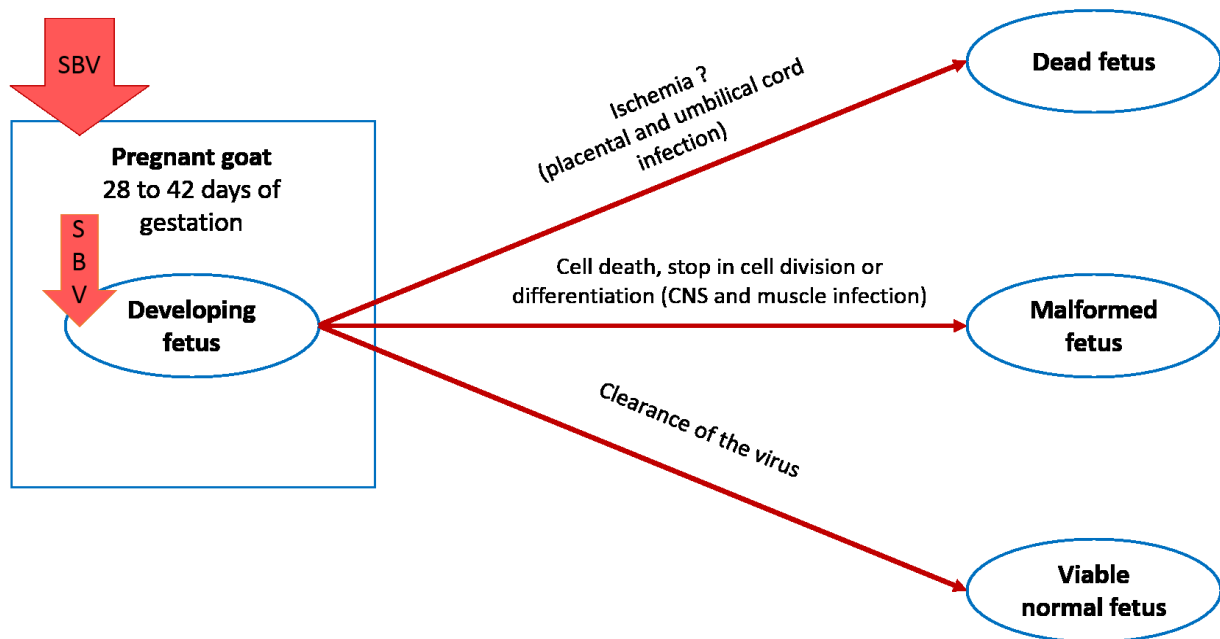 SBV
Pregnant goat
28 to 42 days of
gestation
S
B
V
Developing
fetus
Ischemia ?
(placental and umbilical cord
infection)
Cell death, stop in cell division or
differentiation (CNS and muscle infection)
Clearance of the virus
Dead fetus
Malformed
fetus
Viable
normal fetus